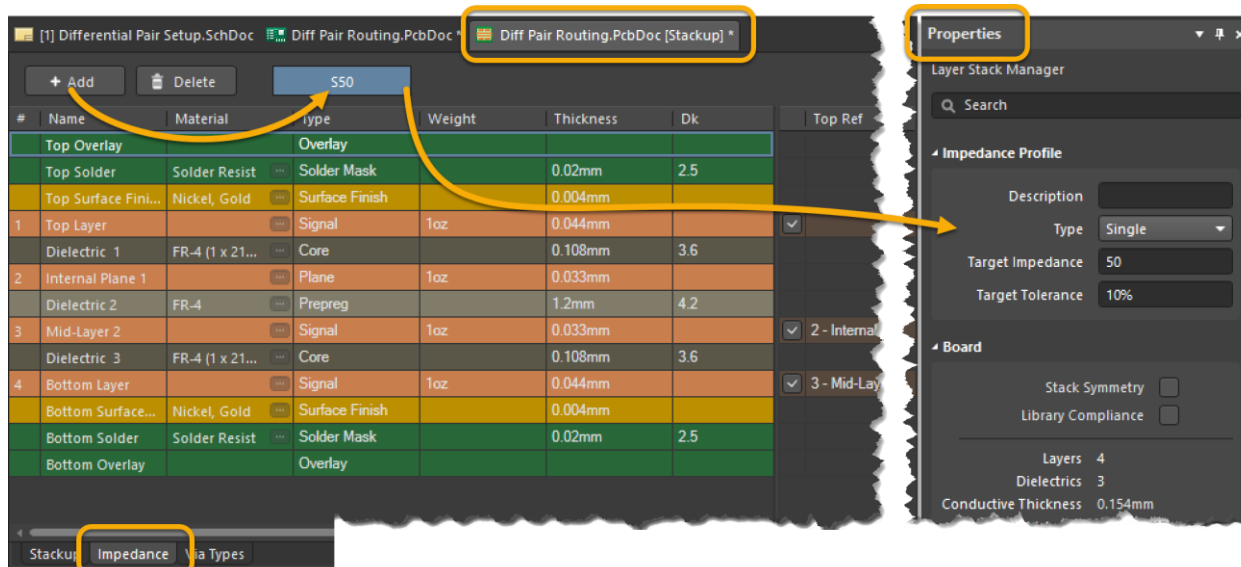 [1] Differential Pair Setup.SchDoc Diff Pair Routing.PcbDoc * Diff Pair Routing.PcbDoc [Stackup] *
+ Add Delete S50
# Name Material Type Weight Thickness Dk Top Ref
Top Overlay Overlay
Top Solder Solder Resist Solder Mask 0.02mm 2.5
Top Surface Fini... Nickel, Gold Surface Finish 0.004mm
1 Top Layer Signal 1oz 0.044mm
Dielectric 1 FR-4 (1 x 21... Core 0.108mm 3.6
2 Internal Plane 1 Plane 1oz 0.033mm
Dielectric 2 FR-4 Prepreg 1.2mm 4.2
3 Mid-Layer 2 Signal 1oz 0.033mm 2 - Internal
Dielectric 3 FR-4 (1 x 21... Core 0.108mm 3.6
4 Bottom Layer Signal 1oz 0.044mm 3 - Mid-Lay
Bottom Surface... Nickel, Gold Surface Finish 0.004mm
Bottom Solder Solder Resist Solder Mask 0.02mm 2.5
Bottom Overlay Overlay
Stackup Impedance Via Types
Properties
Layer Stack Manager
Search
Impedance Profile
Description
Type Single
Target Impedance 50
Target Tolerance 10%
Board
Stack Symmetry
Library Compliance
Layers 4
Dielectrics 3
Conductive Thickness 0.154mm